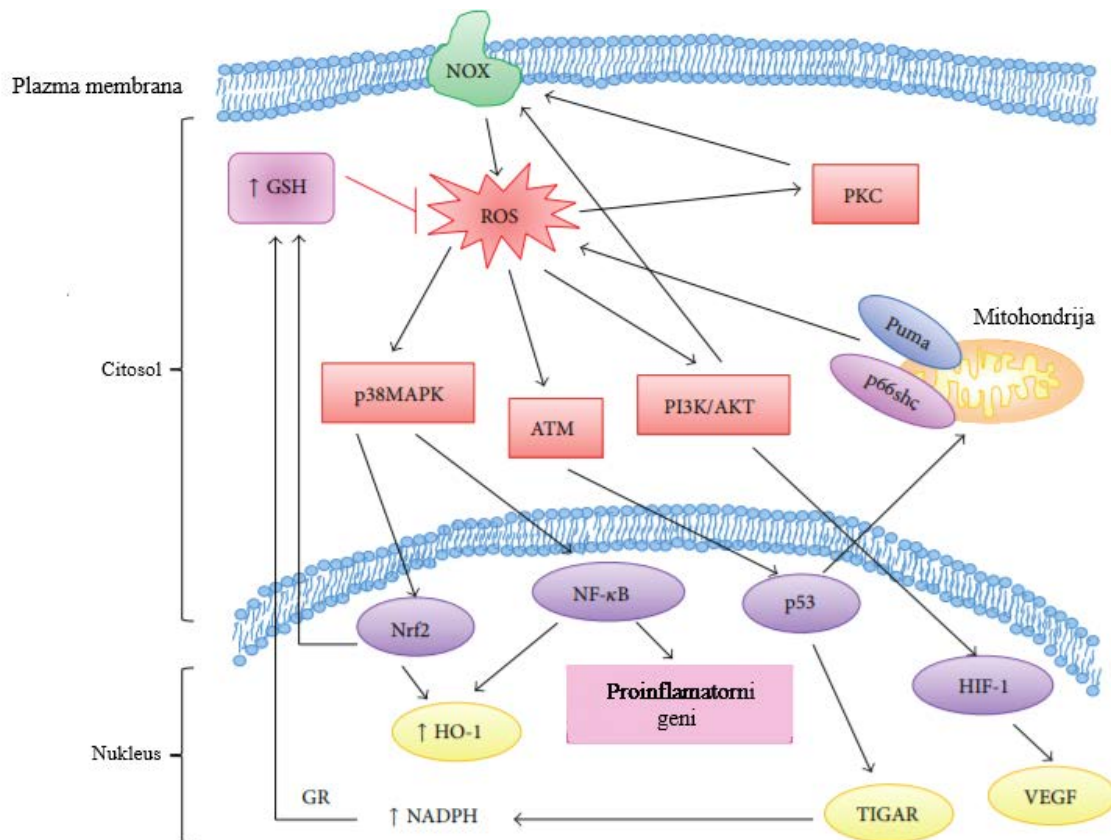 NOX
Plazma membrana
↑ GSH
ROS
PKC
Puma
Mitohondrija
p66shc
Citosol
p38MAPK
ATM
PI3K/AKT
NF-κB
p53
Nrf2
HIF-1
Proinflamatorni
geni
↑ HO-1
Nukleus
GR
↑ NADPH
TIGAR
VEGF